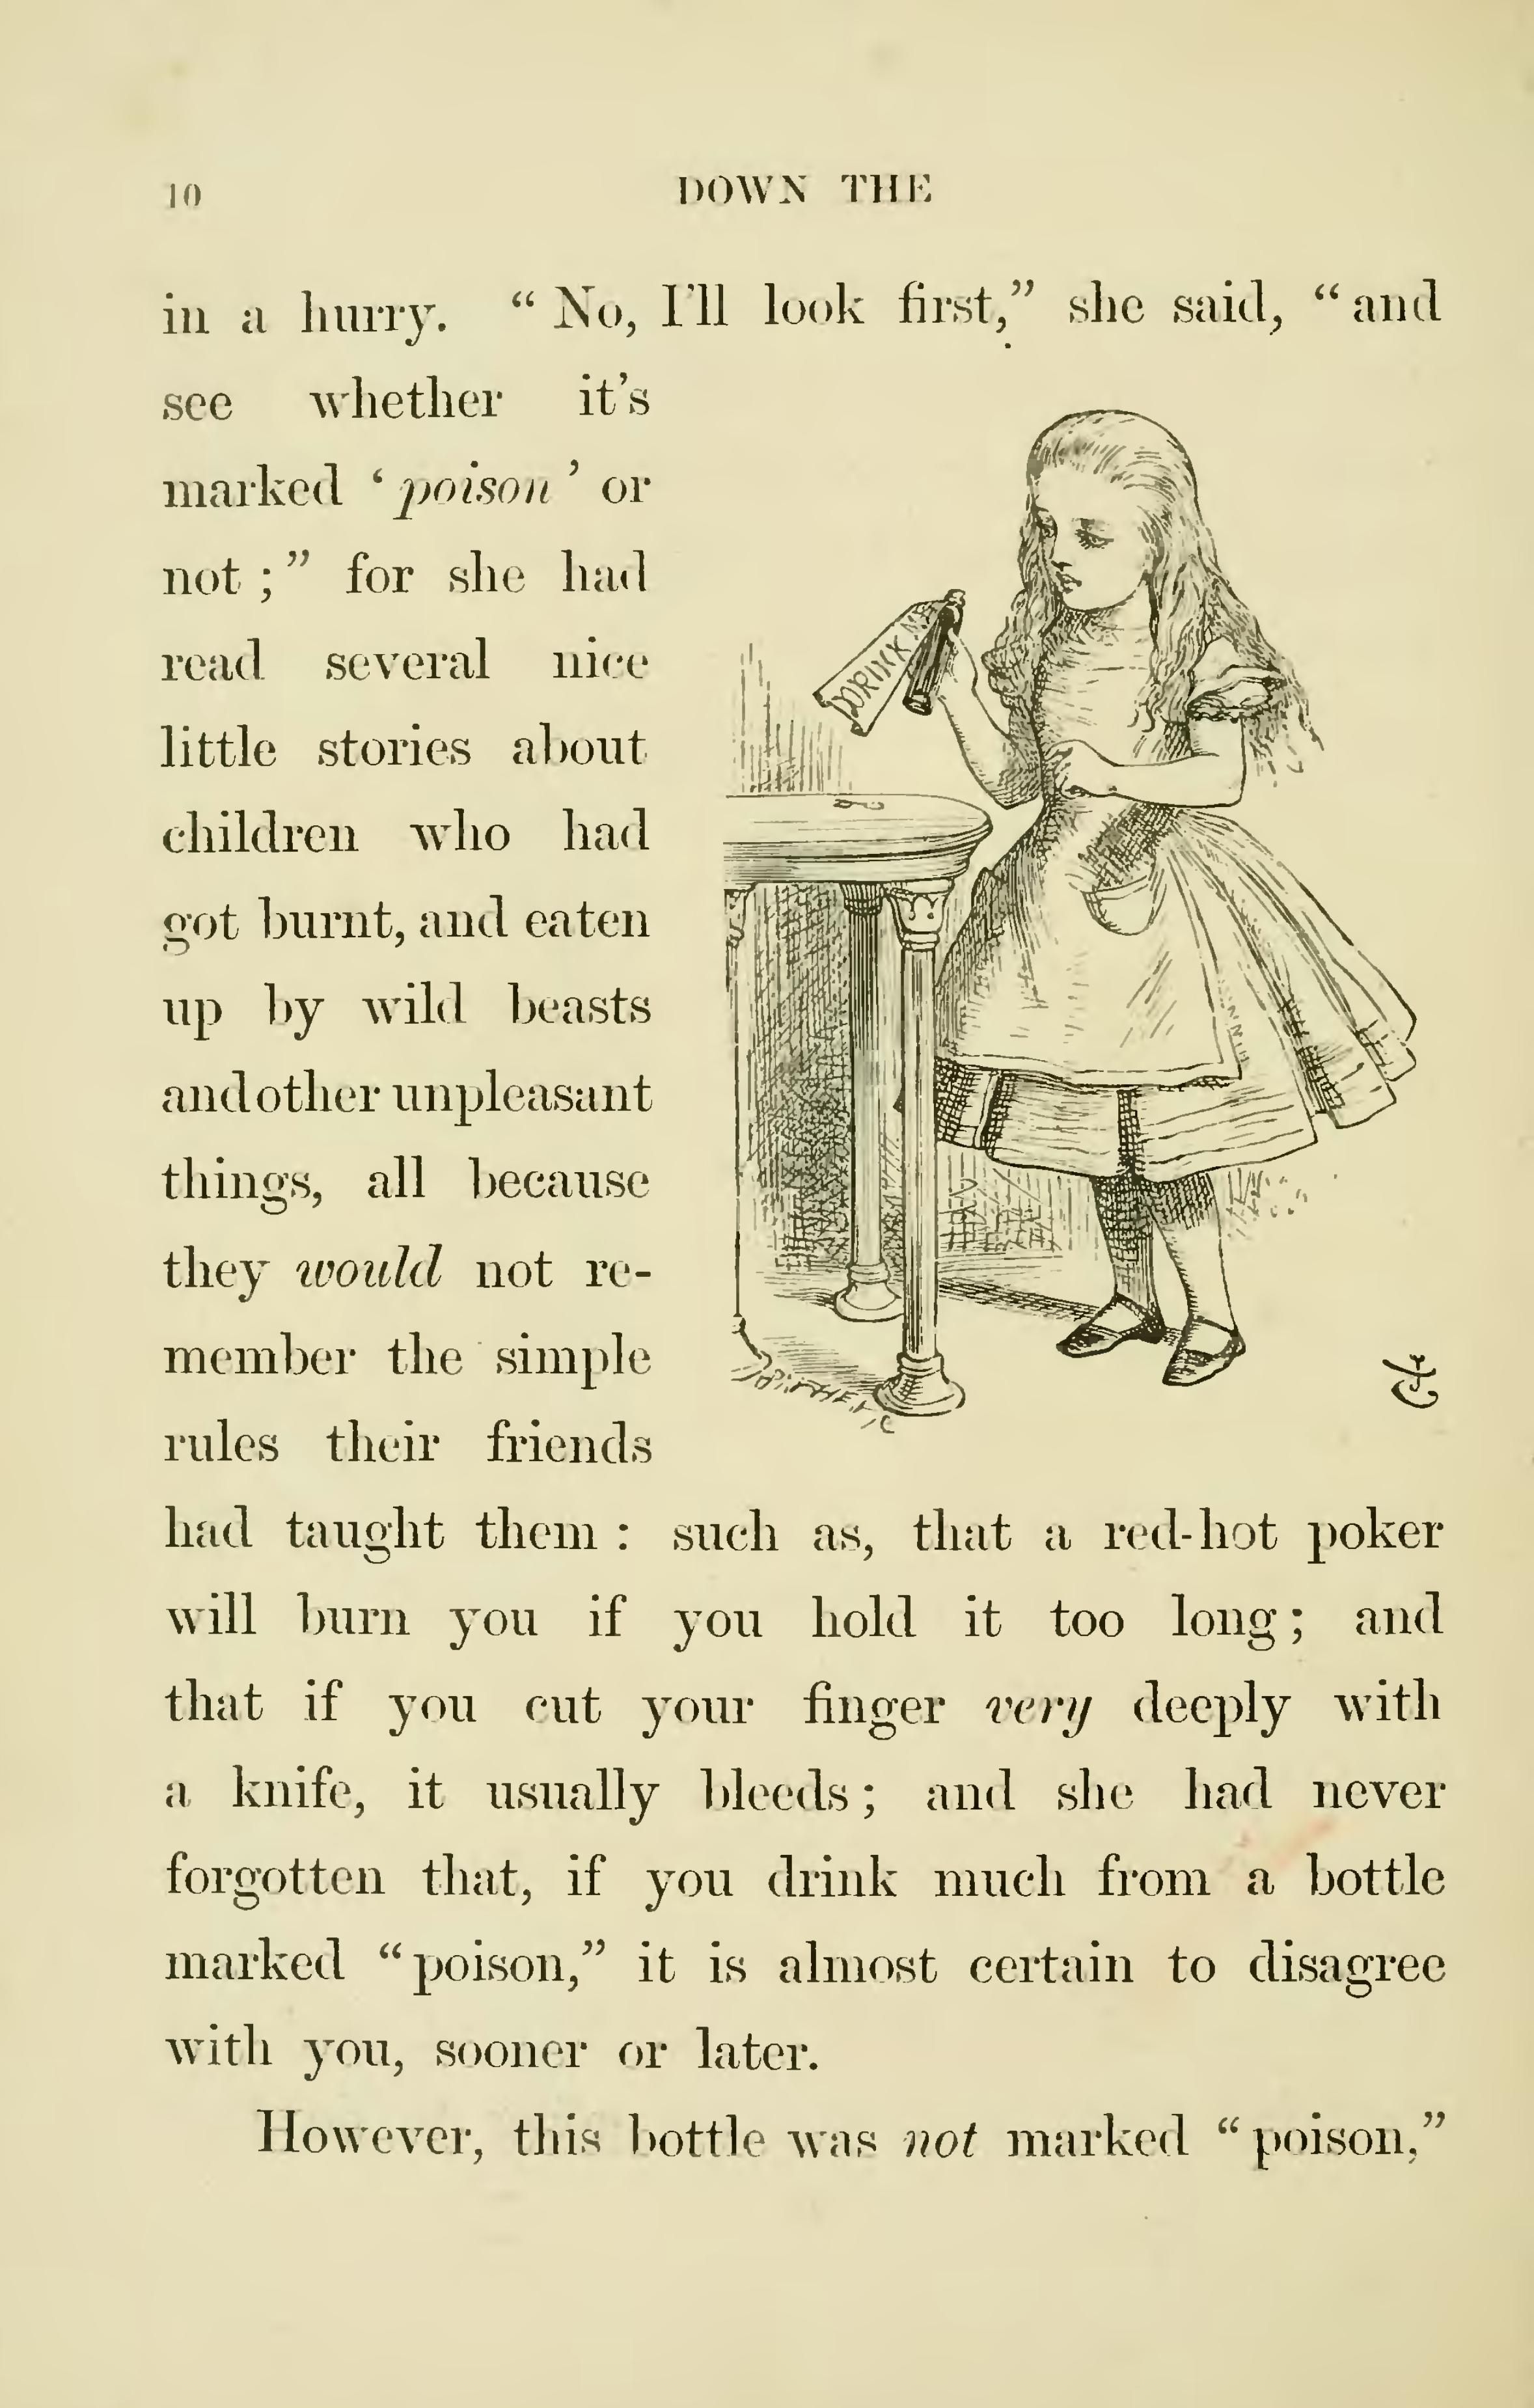 10 DOWN THE
in a hurry. “No, I'll look first,” she said, “and
see whether it's
marked ‘poison’ or
not ;” for she had
read several nice
little stories about
children who had
got burnt, and eaten
up by wild beasts
and other unpleasant
things, all because
they would not re-
member the simple
rules their friends
had taught them : such as, that a red-hot poker
will burn you if you hold it too long; and
that if you cut your finger very deeply with
a knife, it usually bleeds; and she had never
forgotten that, if you drink much from a bottle
marked “poison,” it is almost certain to disagree
with you, sooner or later.
However, this bottle was not marked “poison,”
DRINK